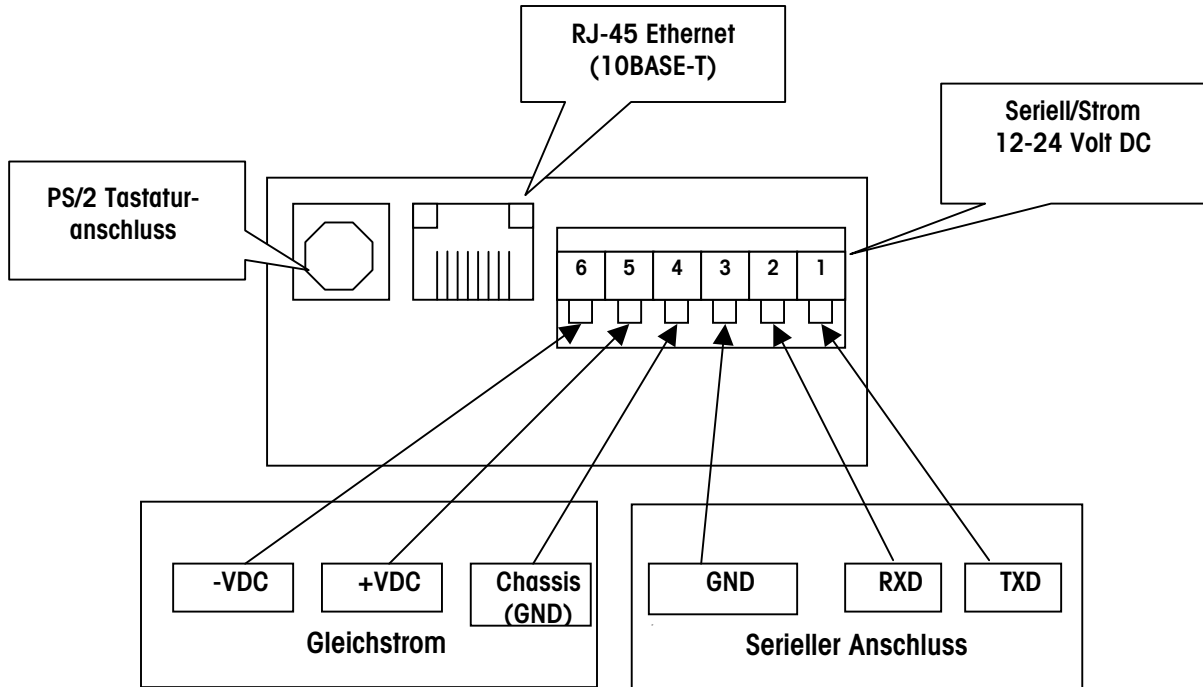 RJ-45 Ethernet
(10BASE-T)
Seriell/Strom
12-24 Volt DC
PS/2 Tastatur-
anschluss
6 5 4 3 2 1
-VDC +VDC Chassis
(GND)
Gleichstrom
GND RXD TXD
Serieller Anschluss